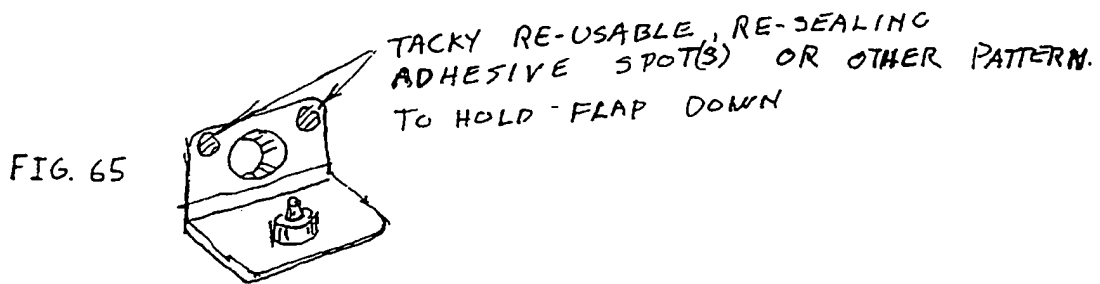 TACKY RE-USABLE, RE-SEALING
ADHESIVE SPOT(S) OR OTHER PATTERN.
TO HOLD-FLAP DOWN
FIG. 65